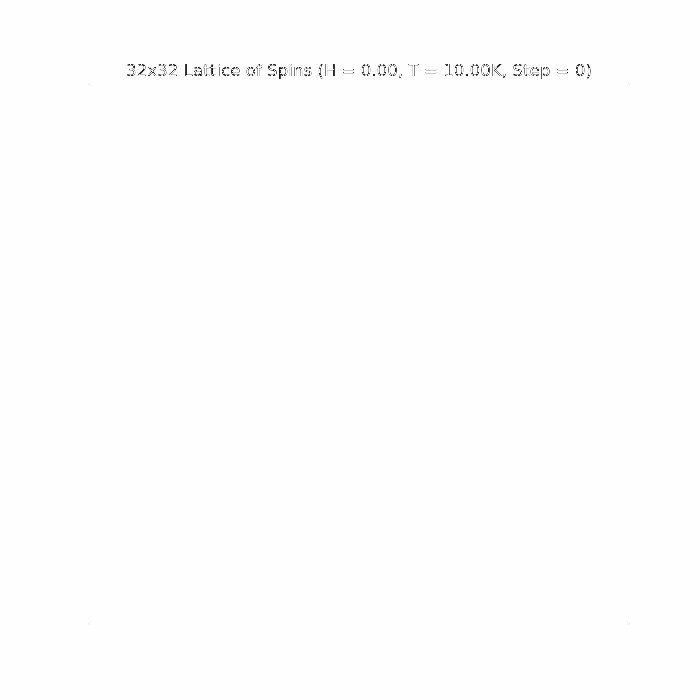 32x32 Lattice of Spins (H = 0.00, T = 10.00K, Step = 0)